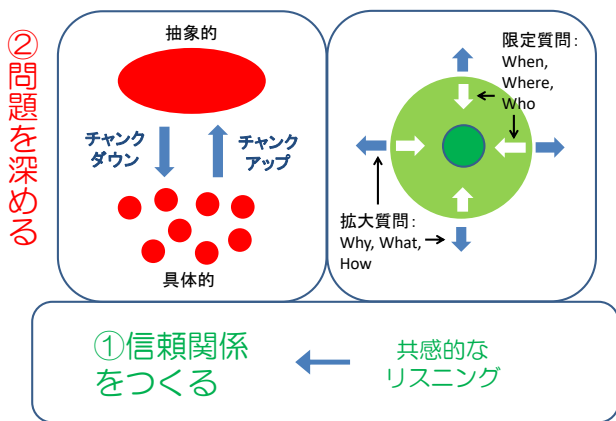 ②問題を深める
抽象的
チャンク
ダウン
チャンク
アップ
具体的
限定質問:
When,
Where,
Who
拡大質問:
Why, What,
How
①信頼関係
をつくる
共感的な
リスニング